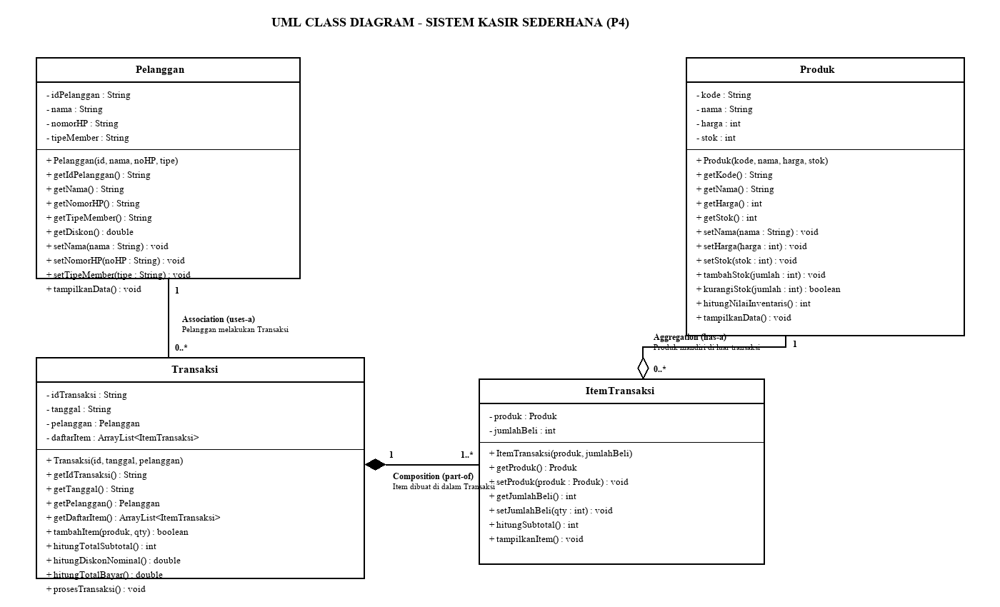 UML CLASS DIAGRAM - SISTEM KASIR SEDERHANA (P4)
Pelanggan
- idPelanggan : String
- nama : String
- nomorHP : String
- tipeMember : String
+ Pelanggan(id, nama, noHP, tipe)
+ getIdPelanggan() : String
+ getNama() : String
+ getNomorHP() : String
+ getTipeMember() : String
+ getDiskon() : double
+ setNama(nama : String) : void
+ setNomorHP(noHP : String) : void
+ setTipeMember(tipe : String) : void
+ tampilkanData() : void
Produk
- kode : String
- nama : String
- harga : int
- stok : int
+ Produk(kode, nama, harga, stok)
+ getKode() : String
+ getNama() : String
+ getHarga() : int
+ getStok() : int
+ setNama(nama : String) : void
+ setHarga(harga : int) : void
+ setStok(stok : int) : void
+ tambahStok(jumlah : int) : void
+ kurangiStok(jumlah : int) : boolean
+ hitungNilaiInventaris() : int
+ tampilkanData() : void
1
Association (uses-a)
Pelanggan melakukan Transaksi
0..*
Aggregation (has-a)
Produk mandiri di luar transaksi
1
0..*
Transaksi
- idTransaksi : String
- tanggal : String
- pelanggan : Pelanggan
- daftarItem : ArrayList<ItemTransaksi>
+ Transaksi(id, tanggal, pelanggan)
+ getIdTransaksi() : String
+ getTanggal() : String
+ getPelanggan() : Pelanggan
+ getDaftarItem() : ArrayList<ItemTransaksi>
+ tambahItem(produk, qty) : boolean
+ hitungTotalSubtotal() : int
+ hitungDiskonNominal() : double
+ hitungTotalBayar() : double
+ prosesTransaksi() : void
1
1..*
Composition (part-of)
Item dibuat di dalam Transaksi
ItemTransaksi
- produk : Produk
- jumlahBeli : int
+ ItemTransaksi(produk, jumlahBeli)
+ getProduk() : Produk
+ setProduk(produk : Produk) : void
+ getJumlahBeli() : int
+ setJumlahBeli(qty : int) : void
+ hitungSubtotal() : int
+ tampilkanItem() : void